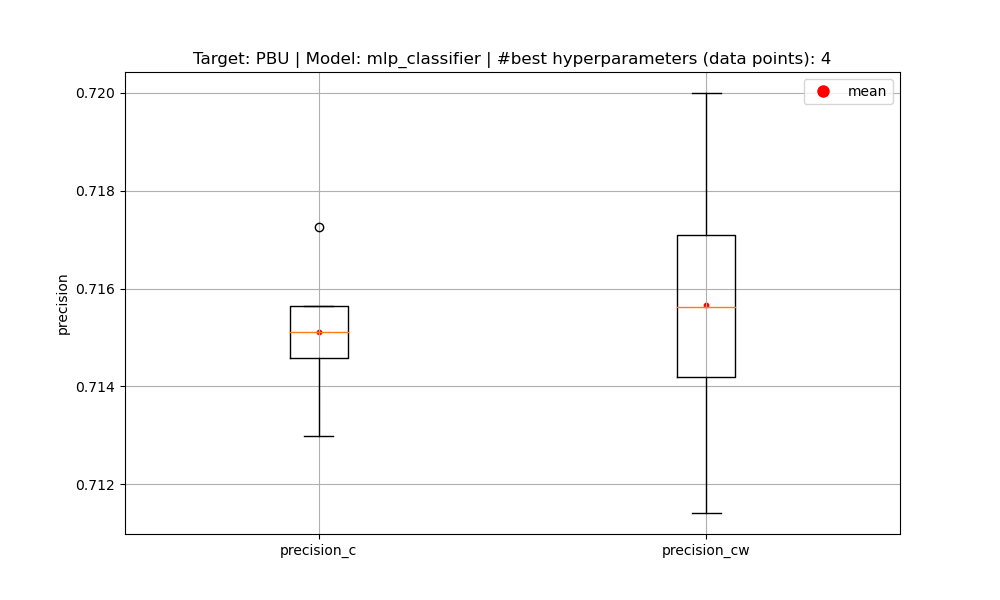 Target: PBU | Model: mlp_classifier | #best hyperparameters (data points): 4
mean
0.720
0.718
0.716
0.714
0.712
precision
precision_c
precision_cw